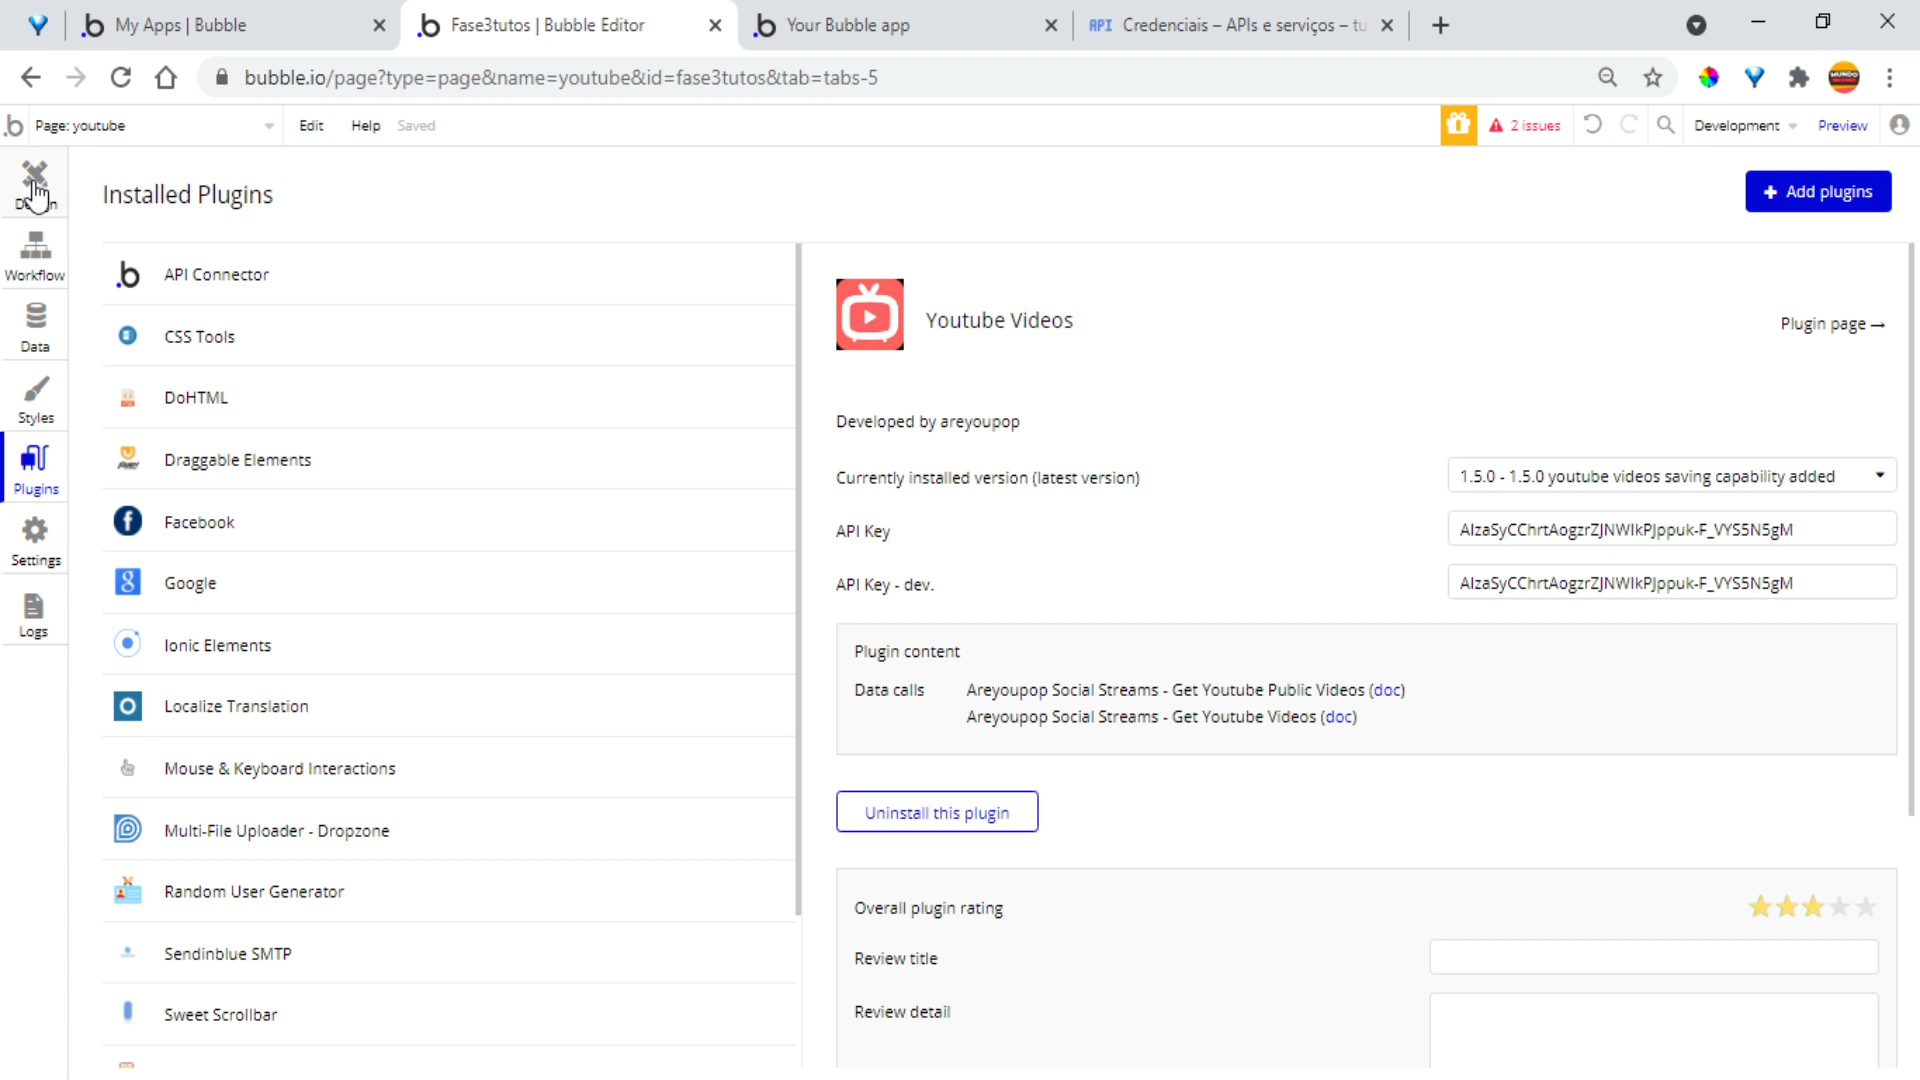 My Apps | Bubble
Fase3tutos | Bubble Editor
Your Bubble app
API Credenciais – APIs e serviços – tu
bubble.io/page?type=page&name=youtube&id=fase3tutos&tab=tabs-5
Page: youtube
Edit
Help
Saved
2 issues
Development
Preview
Workflow
Data
Styles
Plugins
Settings
Logs
Installed Plugins
+ Add plugins
API Connector
CSS Tools
DoHTML
Draggable Elements
Facebook
Google
Ionic Elements
Localize Translation
Mouse & Keyboard Interactions
Multi-File Uploader - Dropzone
Random User Generator
Sendinblue SMTP
Sweet Scrollbar
Youtube Videos
Plugin page →
Developed by areyoupop
Currently installed version (latest version)
1.5.0 - 1.5.0 youtube videos saving capability added
API Key
AIzaSyCChrtAogzrZJNWIkPJppuk-F_VYS5N5gM
API Key - dev.
AIzaSyCChrtAogzrZJNWIkPJppuk-F_VYS5N5gM
Plugin content
Data calls
Areyoupop Social Streams - Get Youtube Public Videos (doc)
Areyoupop Social Streams - Get Youtube Videos (doc)
Uninstall this plugin
Overall plugin rating
Review title
Review detail